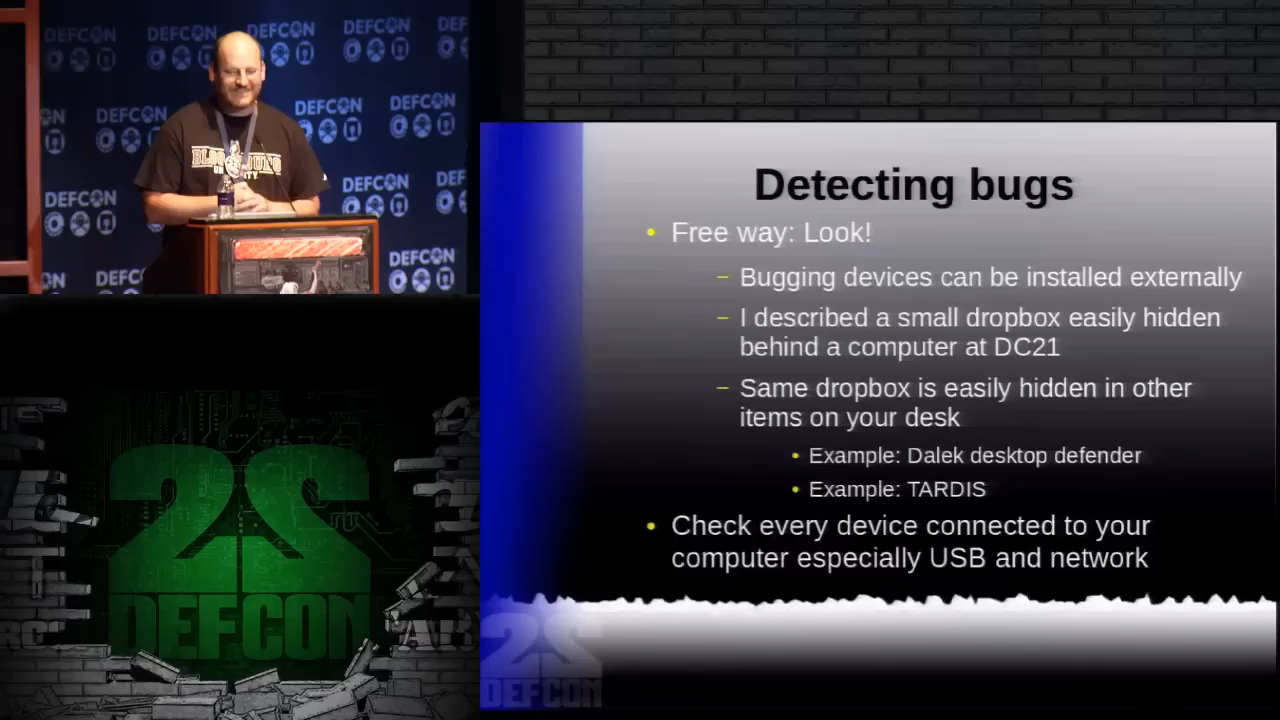 DEFCON
DEFCON
DEFCON
DEFCON
DEFCON
DEFCON
DEFCON
DEFCON
DEFCON
DEFCON
DEFCON
Detecting bugs
• Free way: Look!
– Bugging devices can be installed externally
– I described a small dropbox easily hidden
behind a computer at DC21
– Same dropbox is easily hidden in other
items on your desk
• Example: Dalek desktop defender
• Example: TARDIS
• Check every device connected to your
computer especially USB and network
22
DEFCON
22
DEFCON